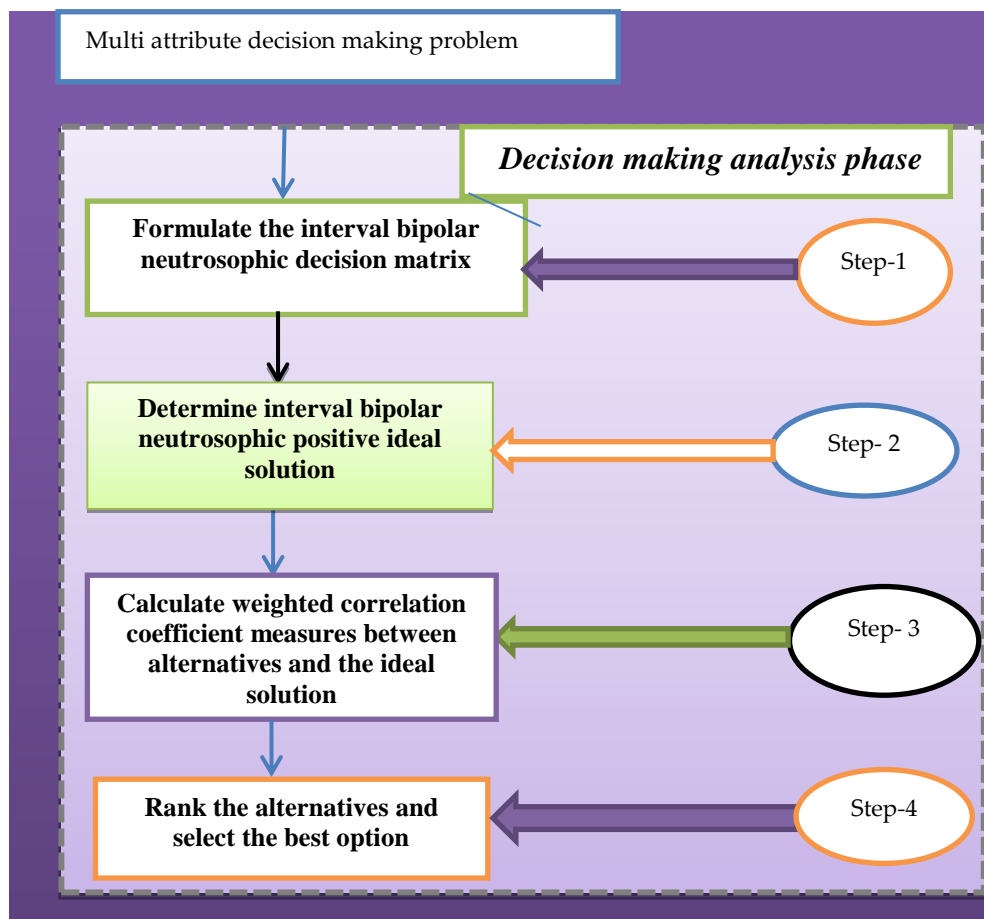 Multi attribute decision making problem
Decision making analysis phase
Formulate the interval bipolar
neutrosophic decision matrix
Step-1
Determine interval bipolar
neutrosophic positive ideal
solution
Step- 2
Calculate weighted correlation
coefficient measures between
alternatives and the ideal
solution
Step- 3
Rank the alternatives and
select the best option
Step-4